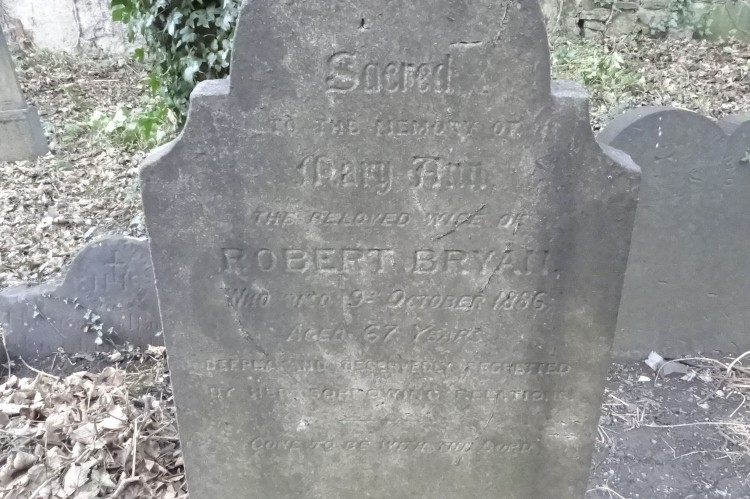 Sacred
TO THE MEMORY OF
Mary Ann
THE BELOVED WIFE OF
ROBERT BRYAN,
WHO DIED 9th OCTOBER 1886,
AGED 67 YEARS
DEEPLY AND DESERVEDLY REGRETTED
BY HER SORROWING RELATIONS
GONE TO BE WITH THE LORD